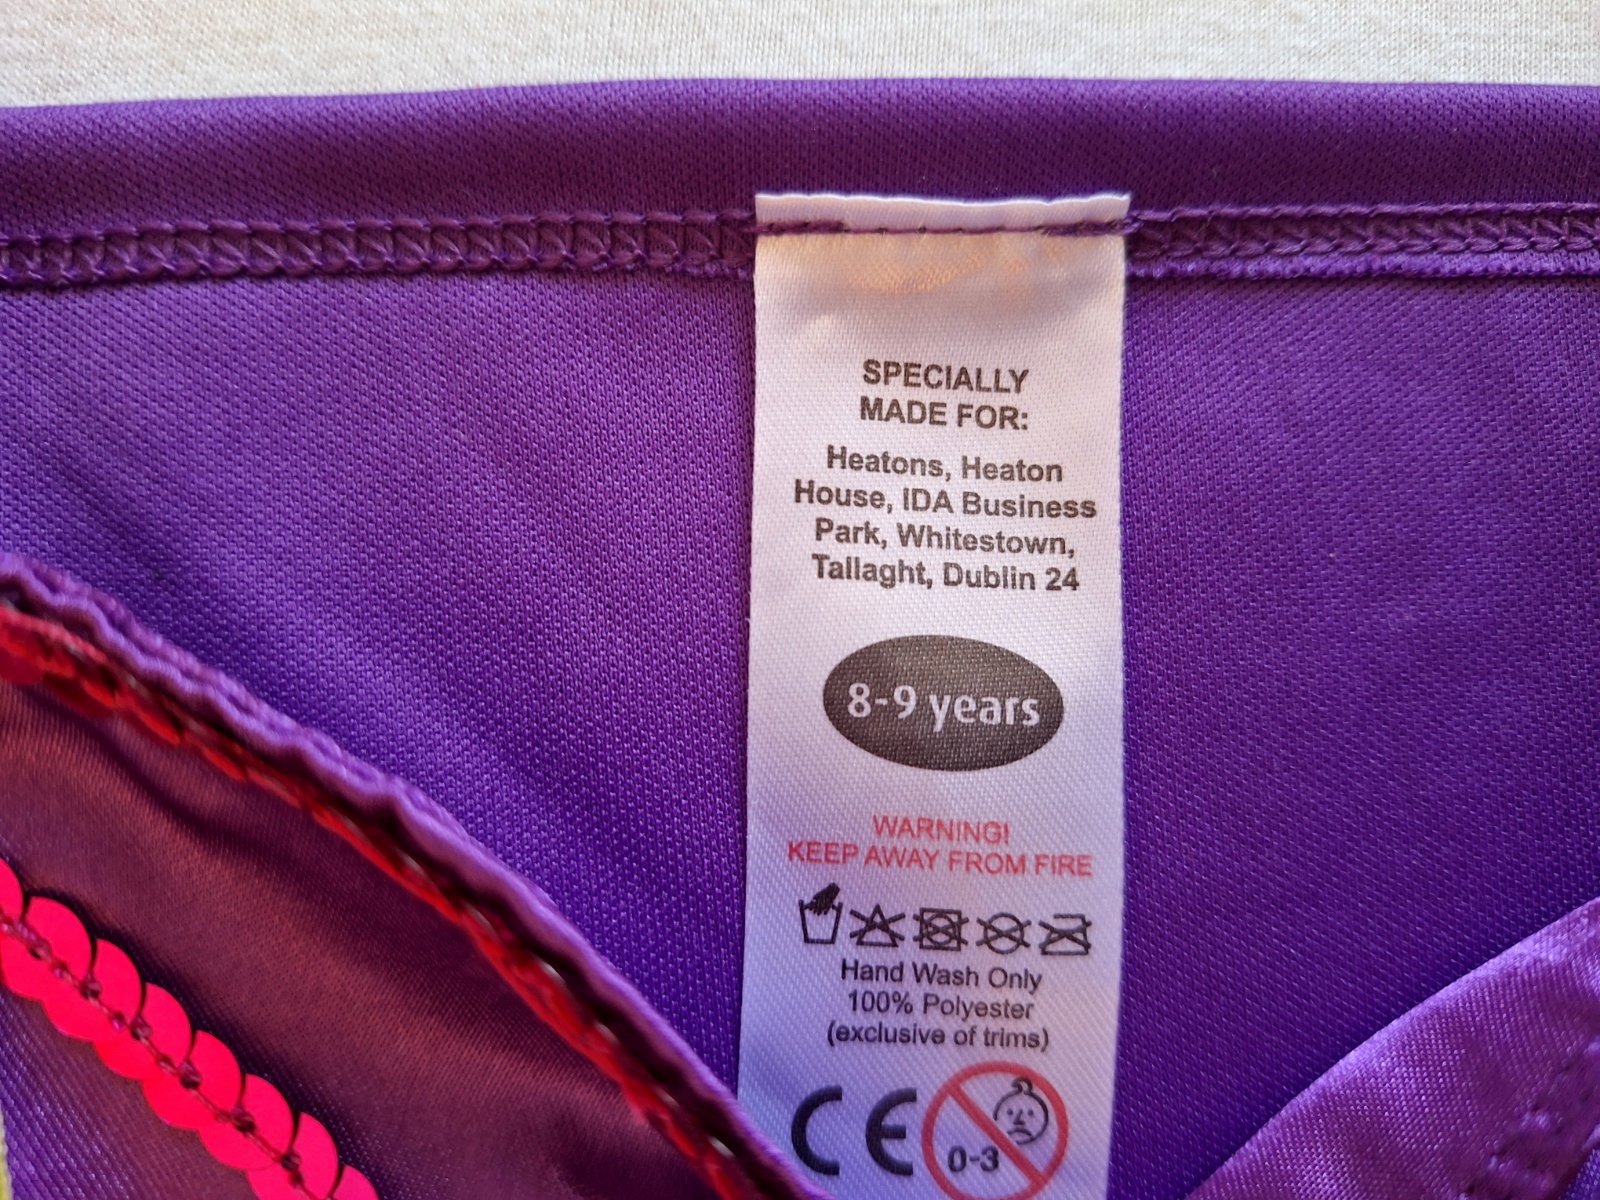 SPECIALLY
MADE FOR:
Heatons, Heaton
House, IDA Business
Park, Whitestown,
Tallaght, Dublin 24
8-9 years
WARNING!
KEEP AWAY FROM FIRE
Hand Wash Only
100% Polyester
(exclusive of trims)
CE
0-3